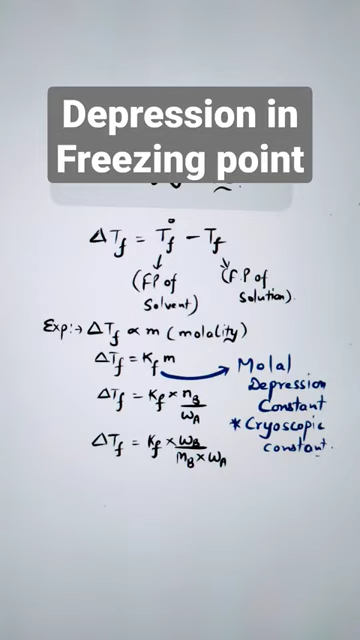 Depression in
Freezing point
ΔTf = T°f − Tf
(FP of Solvent) (F.P of Solution).
Exp:→ ΔTf ∝ m (molality)
ΔTf = Kf m
Molal Depression Constant
* Cryoscopic constant.
ΔTf = Kf × nB/WA
ΔTf = Kf × WB/MB × WA